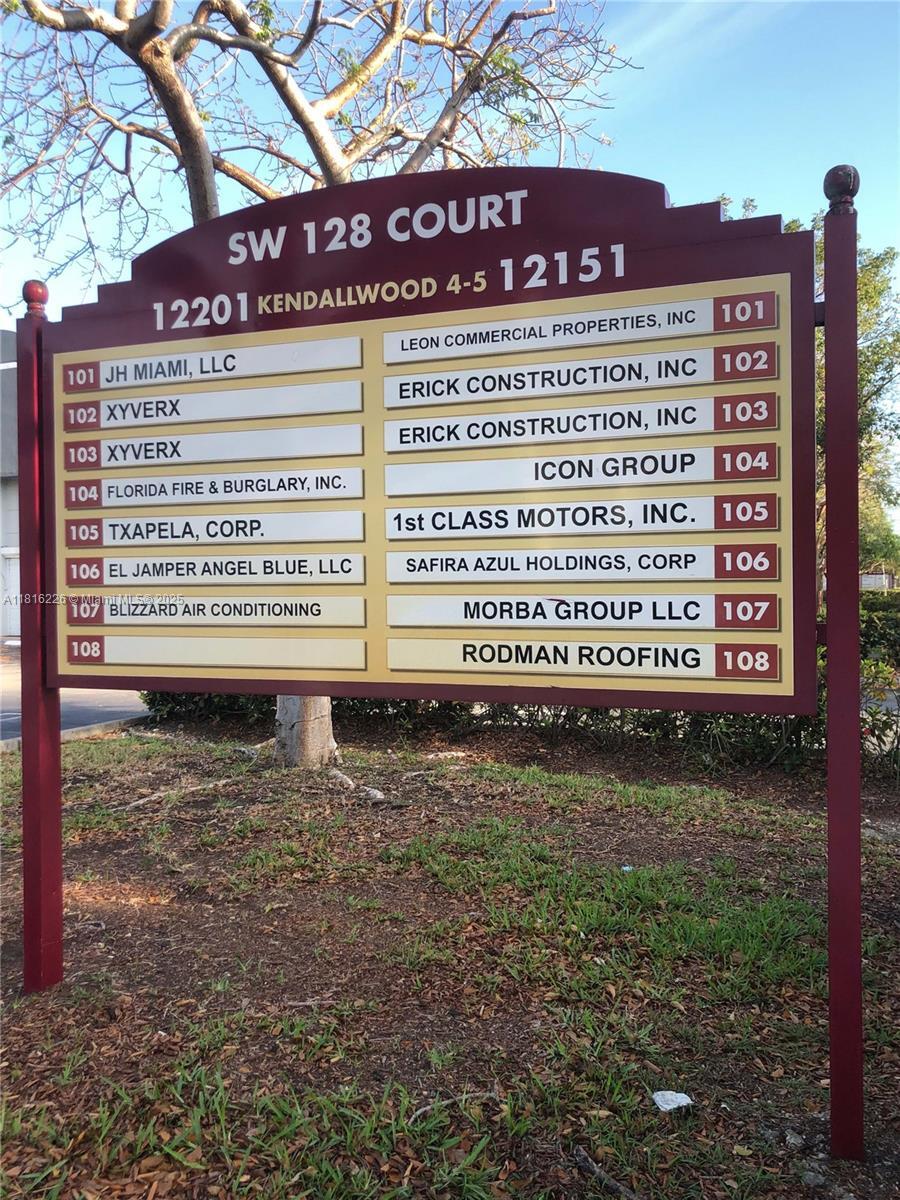 SW 128 COURT
12201 KENDALLWOOD 4-5 12151
101 JH MIAMI, LLC
102 XYVERX
103 XYVERX
104 FLORIDA FIRE & BURGLARY, INC.
105 TXAPELA, CORP.
106 EL JAMPER ANGEL BLUE, LLC
107 BLIZZARD AIR CONDITIONING
108
LEON COMMERCIAL PROPERTIES, INC 101
ERICK CONSTRUCTION, INC 102
ERICK CONSTRUCTION, INC 103
ICON GROUP 104
1st CLASS MOTORS, INC. 105
SAFIRA AZUL HOLDINGS, CORP 106
MORBA GROUP LLC 107
RODMAN ROOFING 108
A11816226 © Miami MLS © 2025